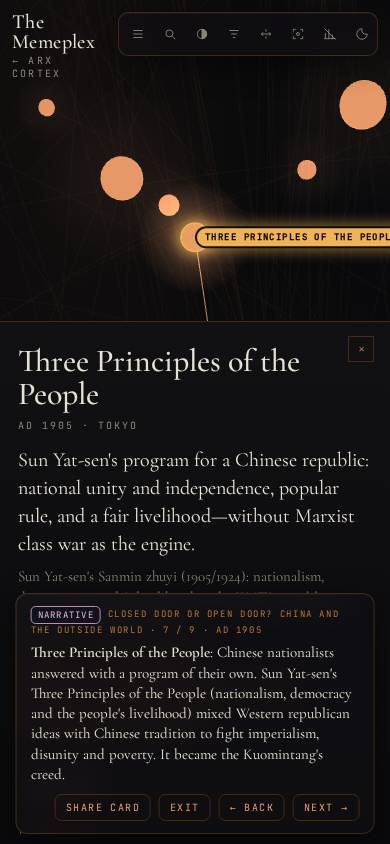 The
Memeplex
← ARX
CORTEX
THREE PRINCIPLES OF THE PEOPL
Three Principles of the
People
×
AD 1905 · TOKYO
Sun Yat-sen's program for a Chinese republic:
national unity and independence, popular
rule, and a fair livelihood—without Marxist
class war as the engine.
Sun Yat-sen's Sanmin zhuyi (1905/1924): nationalism,
NARRATIVE CLOSED DOOR OR OPEN DOOR? CHINA AND
THE OUTSIDE WORLD · 7 / 9 · AD 1905
Three Principles of the People: Chinese nationalists
answered with a program of their own. Sun Yat-sen's
Three Principles of the People (nationalism, democracy
and the people's livelihood) mixed Western republican
ideas with Chinese tradition to fight imperialism,
disunity and poverty. It became the Kuomintang's
creed.
SHARE CARD EXIT ← BACK NEXT →